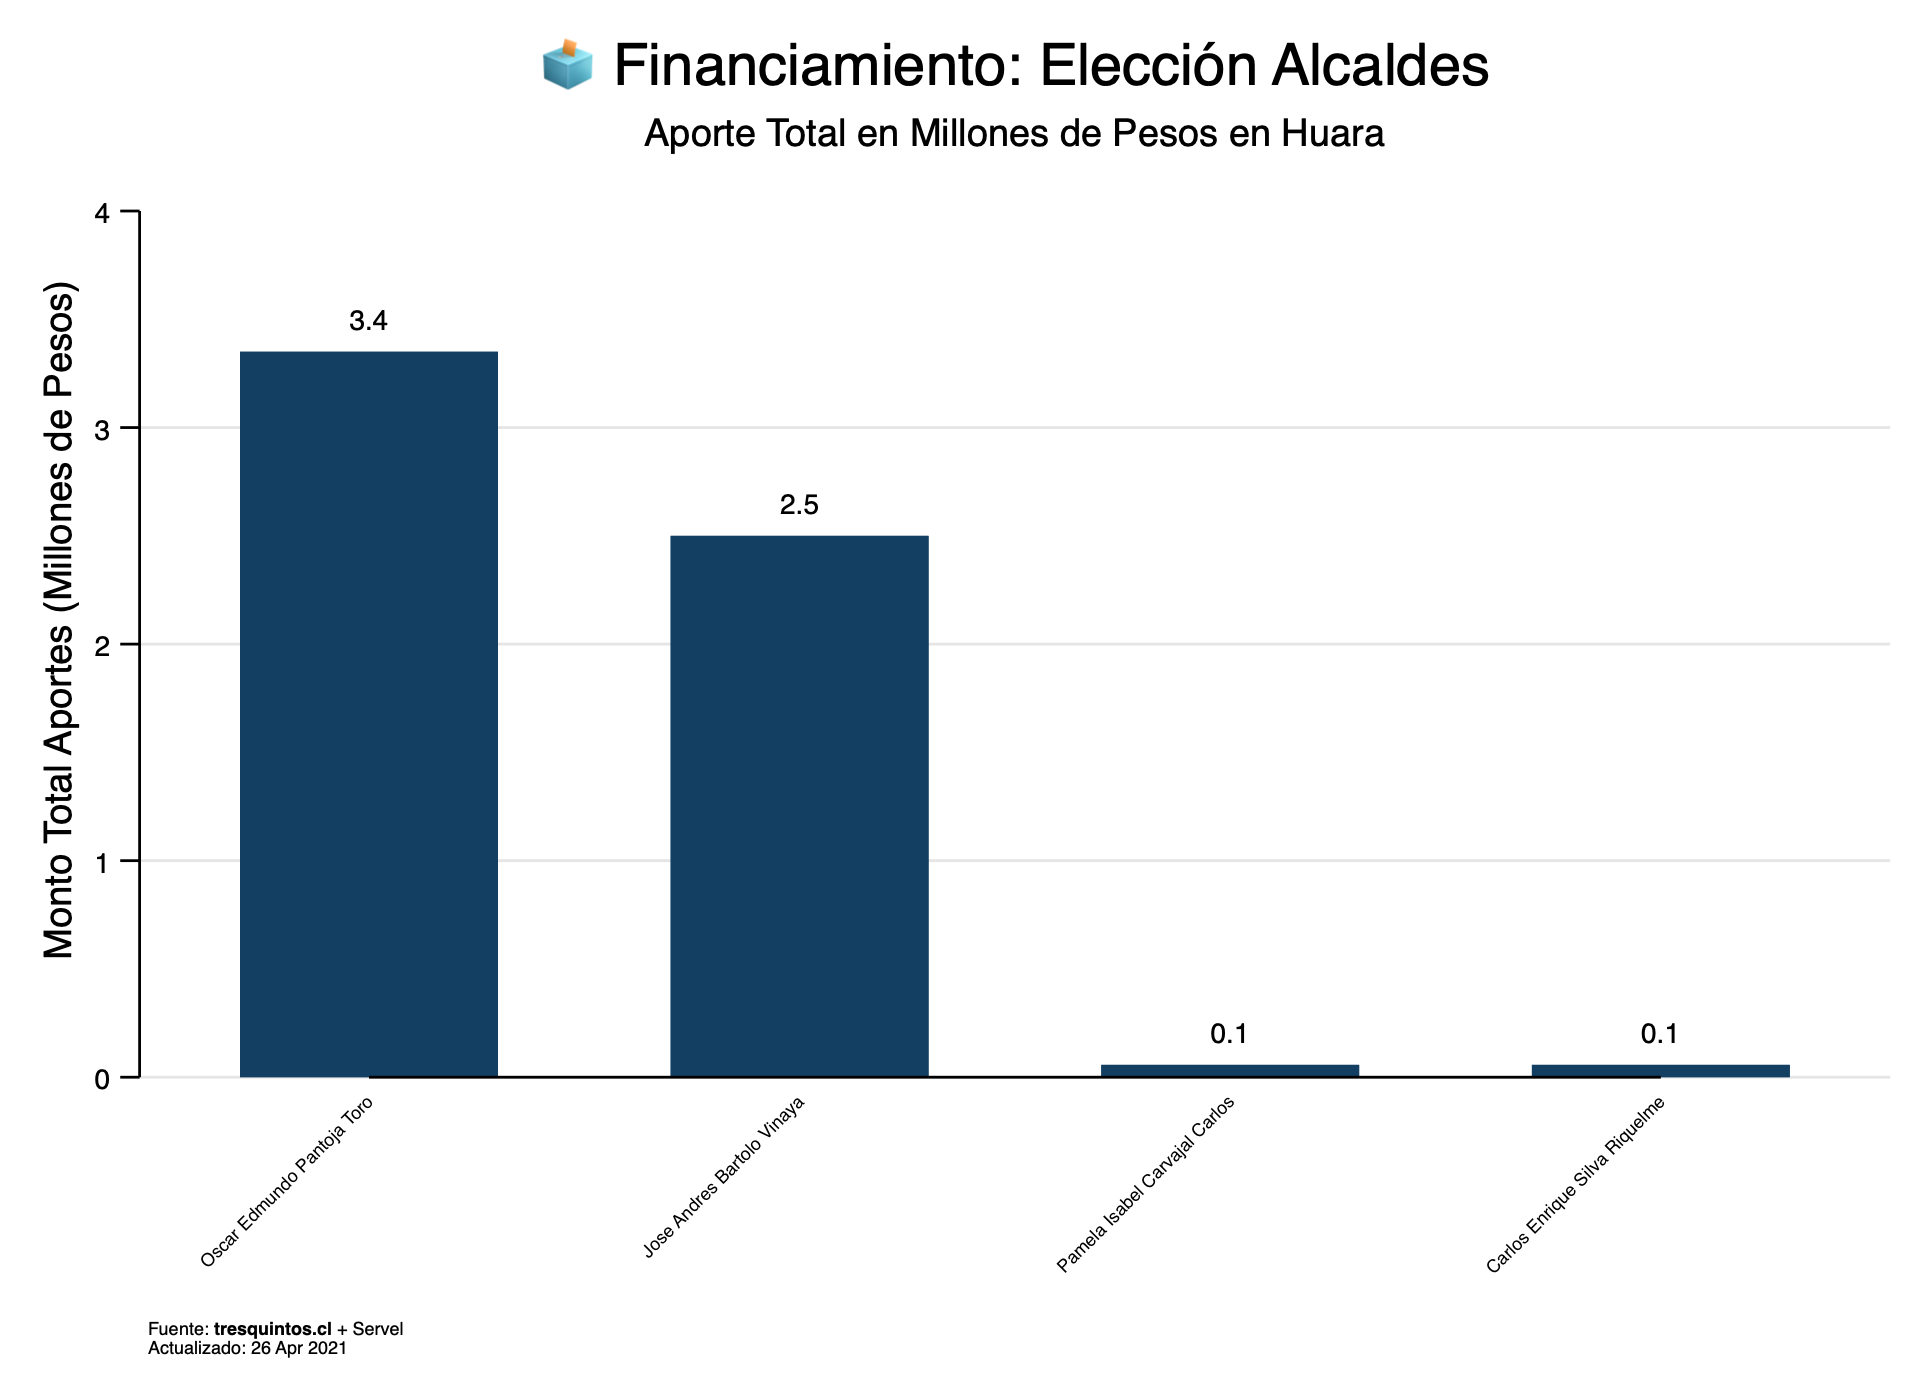 Financiamiento: Elección Alcaldes
Aporte Total en Millones de Pesos en Huara
Monto Total Aportes (Millones de Pesos)
4
3
2
1
0
3.4
2.5
0.1
0.1
Oscar Edmundo Pantoja Toro
Jose Andres Bartolo Vinaya
Pamela Isabel Carvajal Carlos
Carlos Enrique Silva Riquelme
Fuente: tresquintos.cl + Servel
Actualizado: 26 Apr 2021